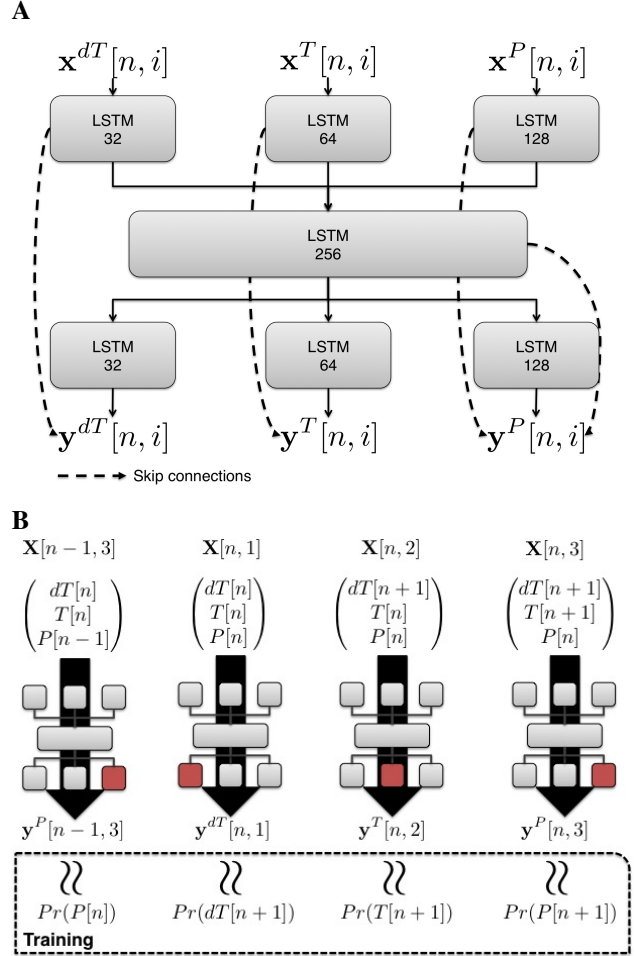 A
x^{dT}[n, i] x^{T}[n, i] x^{P}[n, i]
LSTM LSTM LSTM
32 64 128
LSTM
256
LSTM LSTM LSTM
32 64 128
y^{dT}[n, i] y^{T}[n, i] y^{P}[n, i]
Skip connections
B
X[n − 1, 3] X[n, 1] X[n, 2] X[n, 3]
dT[n] dT[n] dT[n + 1] dT[n + 1]
T[n] T[n] T[n] T[n + 1]
P[n − 1] P[n] P[n] P[n]
y^{P}[n − 1, 3] y^{dT}[n, 1] y^{T}[n, 2] y^{P}[n, 3]
≈ ≈ ≈ ≈
Pr(P[n]) Pr(dT[n + 1]) Pr(T[n + 1]) Pr(P[n + 1])
Training